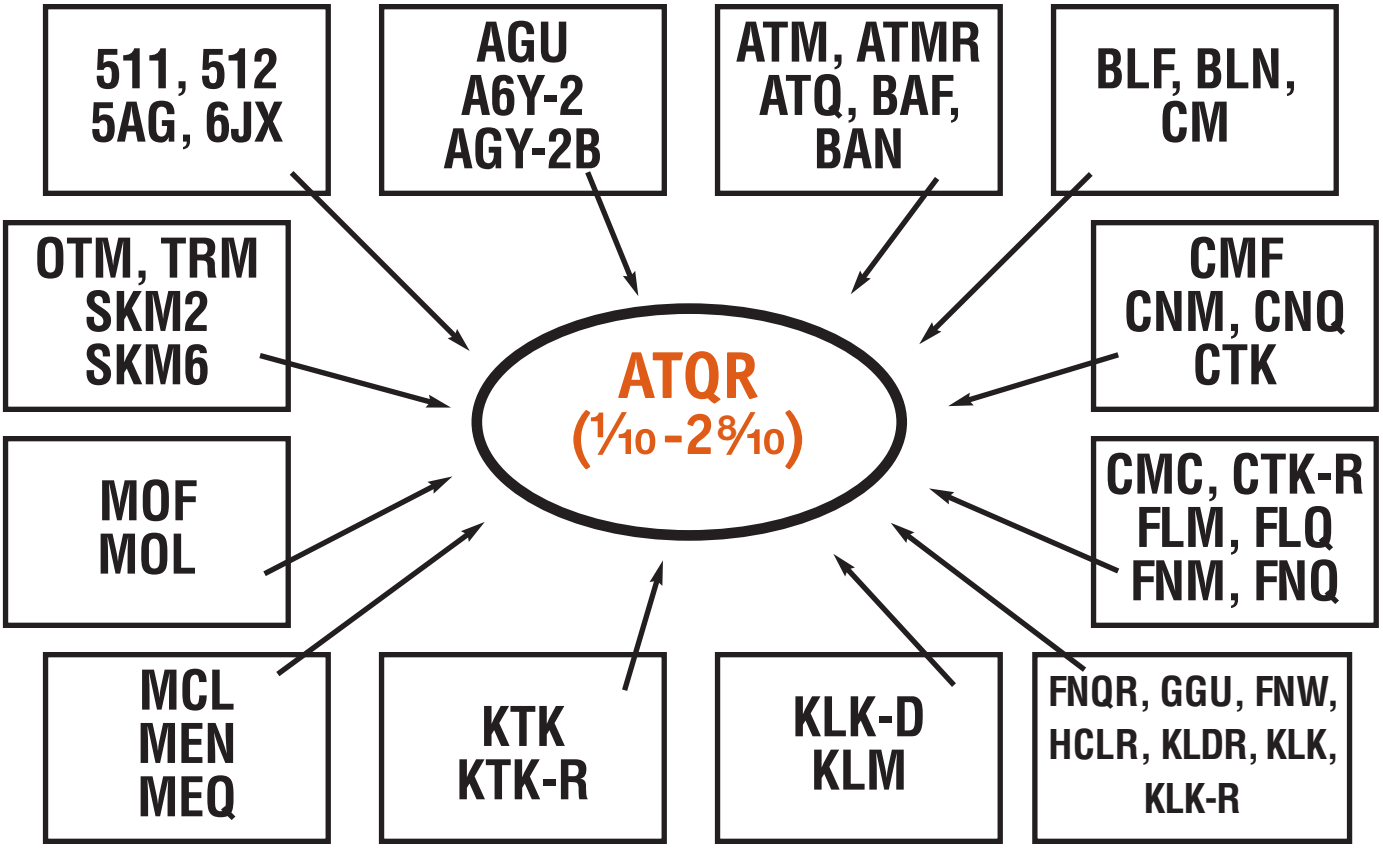 511, 512
5AG, 6JX
AGU
A6Y-2
AGY-2B
ATM, ATMR
ATQ, BAF,
BAN
BLF, BLN,
CM
OTM, TRM
SKM2
SKM6
CMF
CNM, CNQ
CTK
ATQR
(1/10-2 8/10)
MOF
MOL
CMC, CTK-R
FLM, FLQ
FNM, FNQ
MCL
MEN
MEQ
KTK
KTK-R
KLK-D
KLM
FNQR, GGU, FNW,
HCLR, KLDR, KLK,
KLK-R